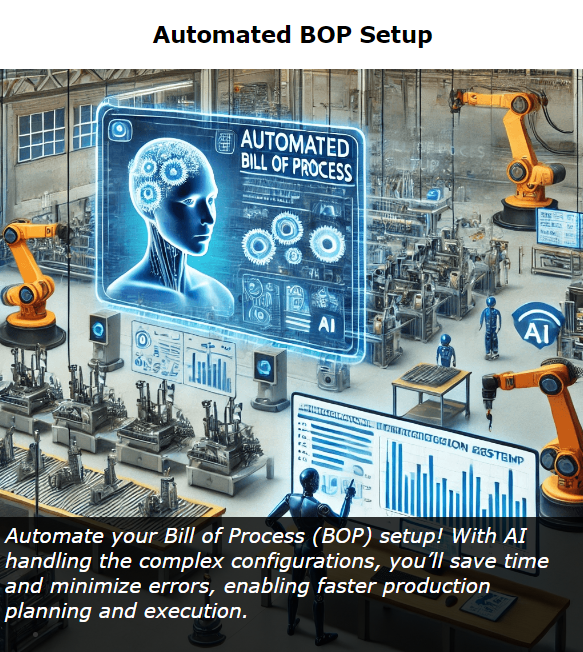 Automated BOP Setup
AUTOMATED
BILL OF PROCESS
AI
AI
Automate your Bill of Process (BOP) setup! With AI
handling the complex configurations, you’ll save time
and minimize errors, enabling faster production
planning and execution.